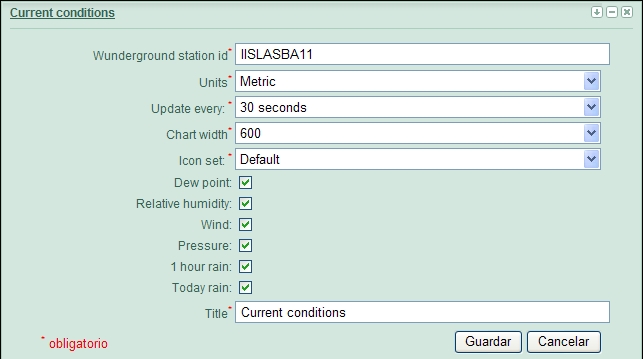 Current conditions
Wunderground station id* IISLASBA11
Units* Metric
Update every:* 30 seconds
Chart width* 600
Icon set:* Default
Dew point:
Relative humidity:
Wind:
Pressure:
1 hour rain:
Today rain:
Title* Current conditions
* obligatorio
Guardar Cancelar